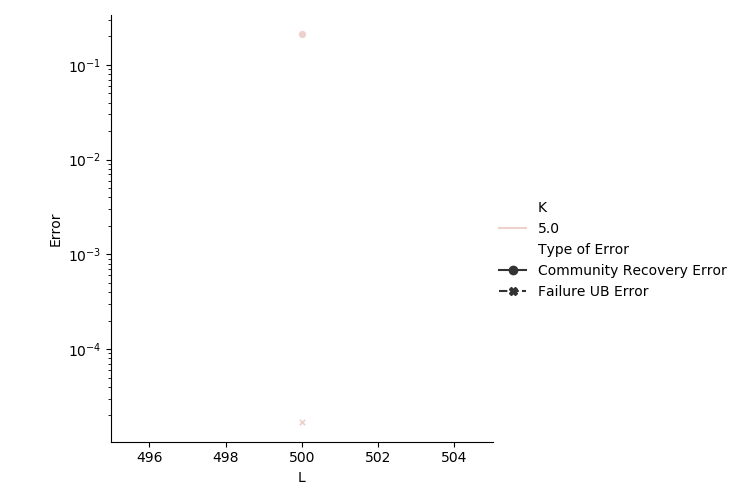 10⁻¹
10⁻²
10⁻³
10⁻⁴
Error
496 498 500 502 504
L
K
5.0
Type of Error
Community Recovery Error
Failure UB Error